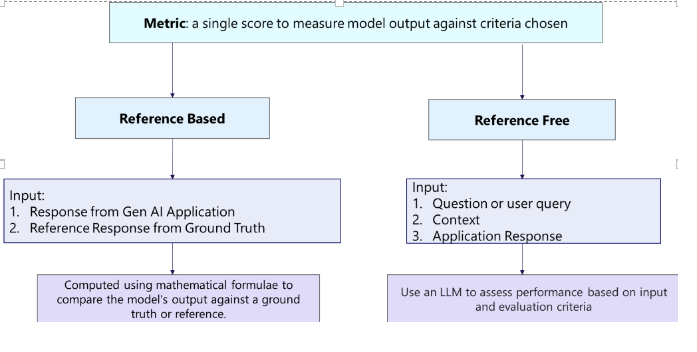 Metric: a single score to measure model output against criteria chosen
Reference Based
Reference Free
Input:
1. Response from Gen AI Application
2. Reference Response from Ground Truth
Input:
1. Question or user query
2. Context
3. Application Response
Computed using mathematical formulae to
compare the model's output against a ground
truth or reference.
Use an LLM to assess performance based on input
and evaluation criteria